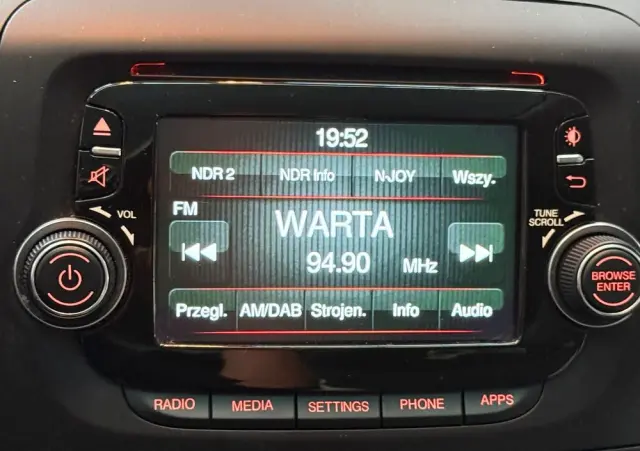 19:52
NDR 2 NDR Info N-JOY Wszy.
FM
WARTA
94.90 MHz
Przegl. AM/DAB Strojen. Info Audio
VOL
TUNE
SCROLL
BROWSE
ENTER
RADIO MEDIA SETTINGS PHONE APPS